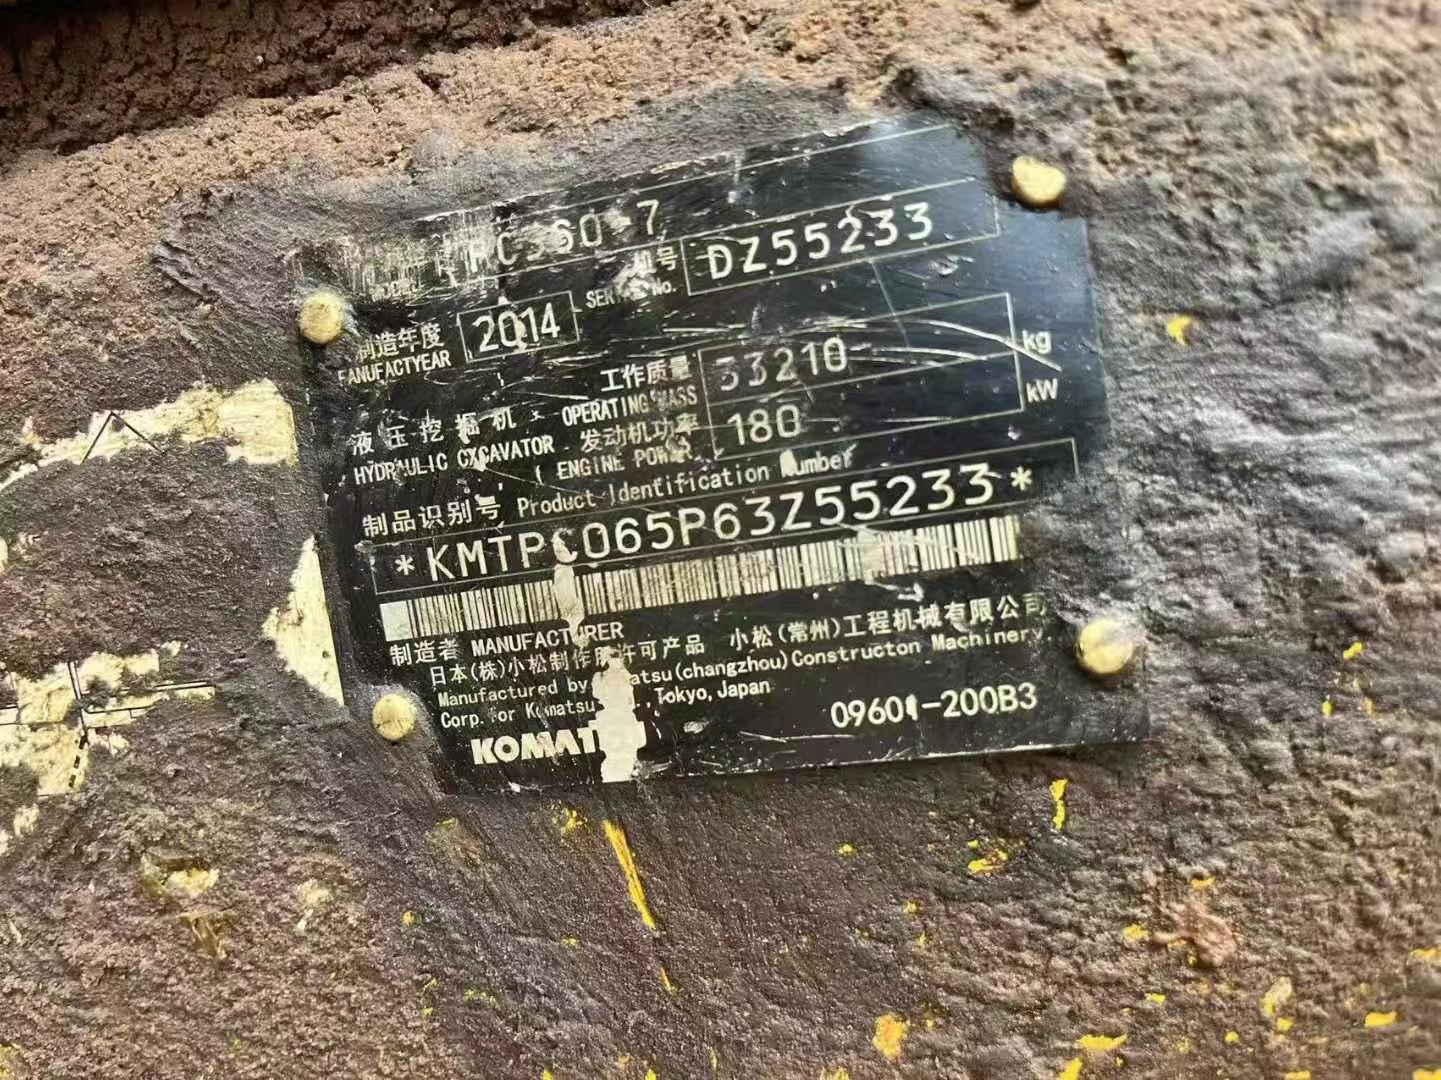 PC360-7
机号 SERIAL No. DZ55233
制造年度 2014
MANUFACTYEAR
工作质量 33210 kg
OPERATING MASS
液压挖掘机 发动机功率 180 kW
HYDRAULIC CXCAVATOR ENGINE POWER
制品识别号 Product Identification Number
*KMTPC065P63Z55233*
制造者 MANUFACTURER
日本(株)小松制作所许可产品 小松(常州)工程机械有限公司
Manufactured by Komatsu(changzhou)Constructon Machinery.
Corp. for Komatsu Tokyo, Japan
KOMAT
09601-200B3